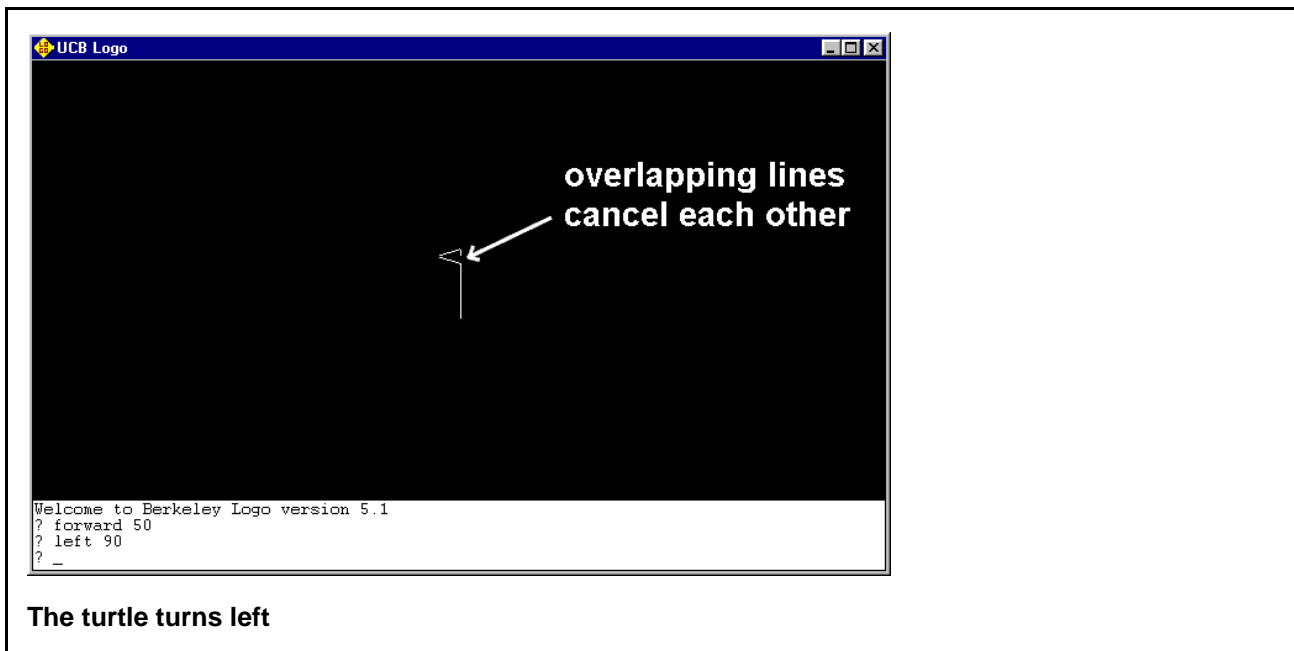 UCB Logo
overlapping lines
cancel each other
Welcome to Berkeley Logo version 5.1
? forward 50
? left 90
? _
The turtle turns left